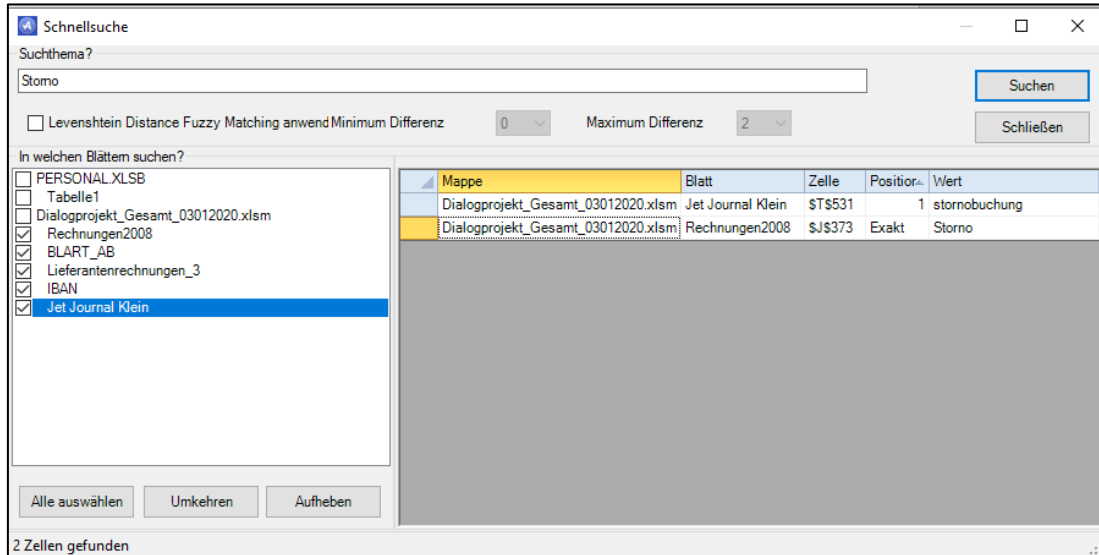 Schnellsuche
Suchthema?
Storno
Suchen
Levenshtein Distance Fuzzy Matching anwend Minimum Differenz 0 Maximum Differenz 2
Schließen
In welchen Blättern suchen?
PERSONAL.XLSB
Tabelle1
Dialogprojekt_Gesamt_03012020.xlsm
Rechnungen2008
BLART_AB
Lieferantenrechnungen_3
IBAN
Jet Journal Klein
Mappe Blatt Zelle Position Wert
Dialogprojekt_Gesamt_03012020.xlsm Jet Journal Klein $T$531 1 stornobuchung
Dialogprojekt_Gesamt_03012020.xlsm Rechnungen2008 $J$373 Exakt Storno
Alle auswählen Umkehren Aufheben
2 Zellen gefunden